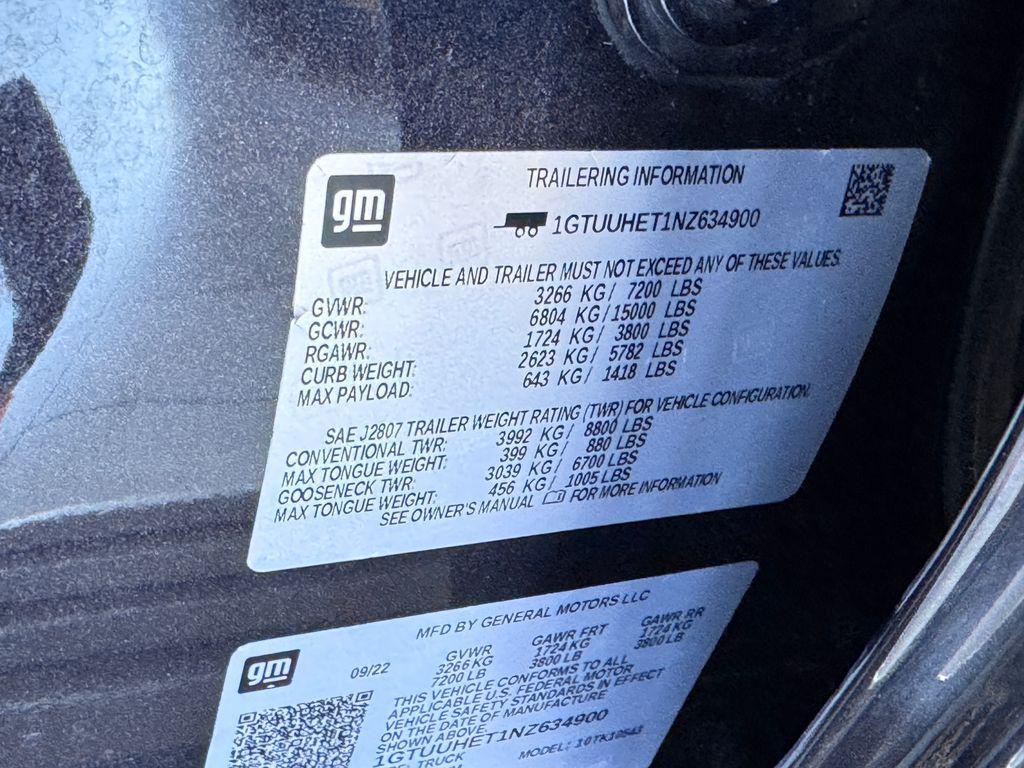 gm
TRAILERING INFORMATION
1GTUUHET1NZ634900
VEHICLE AND TRAILER MUST NOT EXCEED ANY OF THESE VALUES.
GVWR: 3266 KG/ 7200 LBS
GCWR: 6804 KG/15000 LBS
RGAWR: 1724 KG/ 3800 LBS
CURB WEIGHT: 2623 KG/ 5782 LBS
MAX PAYLOAD: 643 KG/ 1418 LBS
SAE J2807 TRAILER WEIGHT RATING (TWR) FOR VEHICLE CONFIGURATION.
CONVENTIONAL TWR: 3992 KG/ 8800 LBS
MAX TONGUE WEIGHT: 399 KG/ 880 LBS
GOOSENECK TWR: 3039 KG/ 6700 LBS
MAX TONGUE WEIGHT: 456 KG/ 1005 LBS
SEE OWNER'S MANUAL FOR MORE INFORMATION
gm
MFD BY GENERAL MOTORS LLC
09/22 GVWR GAWR FRT GAWR RR
3266KG 1724KG 1724KG
7200 LB 3800 LB 3800 LB
THIS VEHICLE CONFORMS TO ALL
APPLICABLE U.S. FEDERAL MOTOR
VEHICLE SAFETY STANDARDS IN EFFECT
ON THE DATE OF MANUFACTURE
SHOWN ABOVE.
1GTUUHET1NZ634900
TRUCK MODEL: 10TK10543